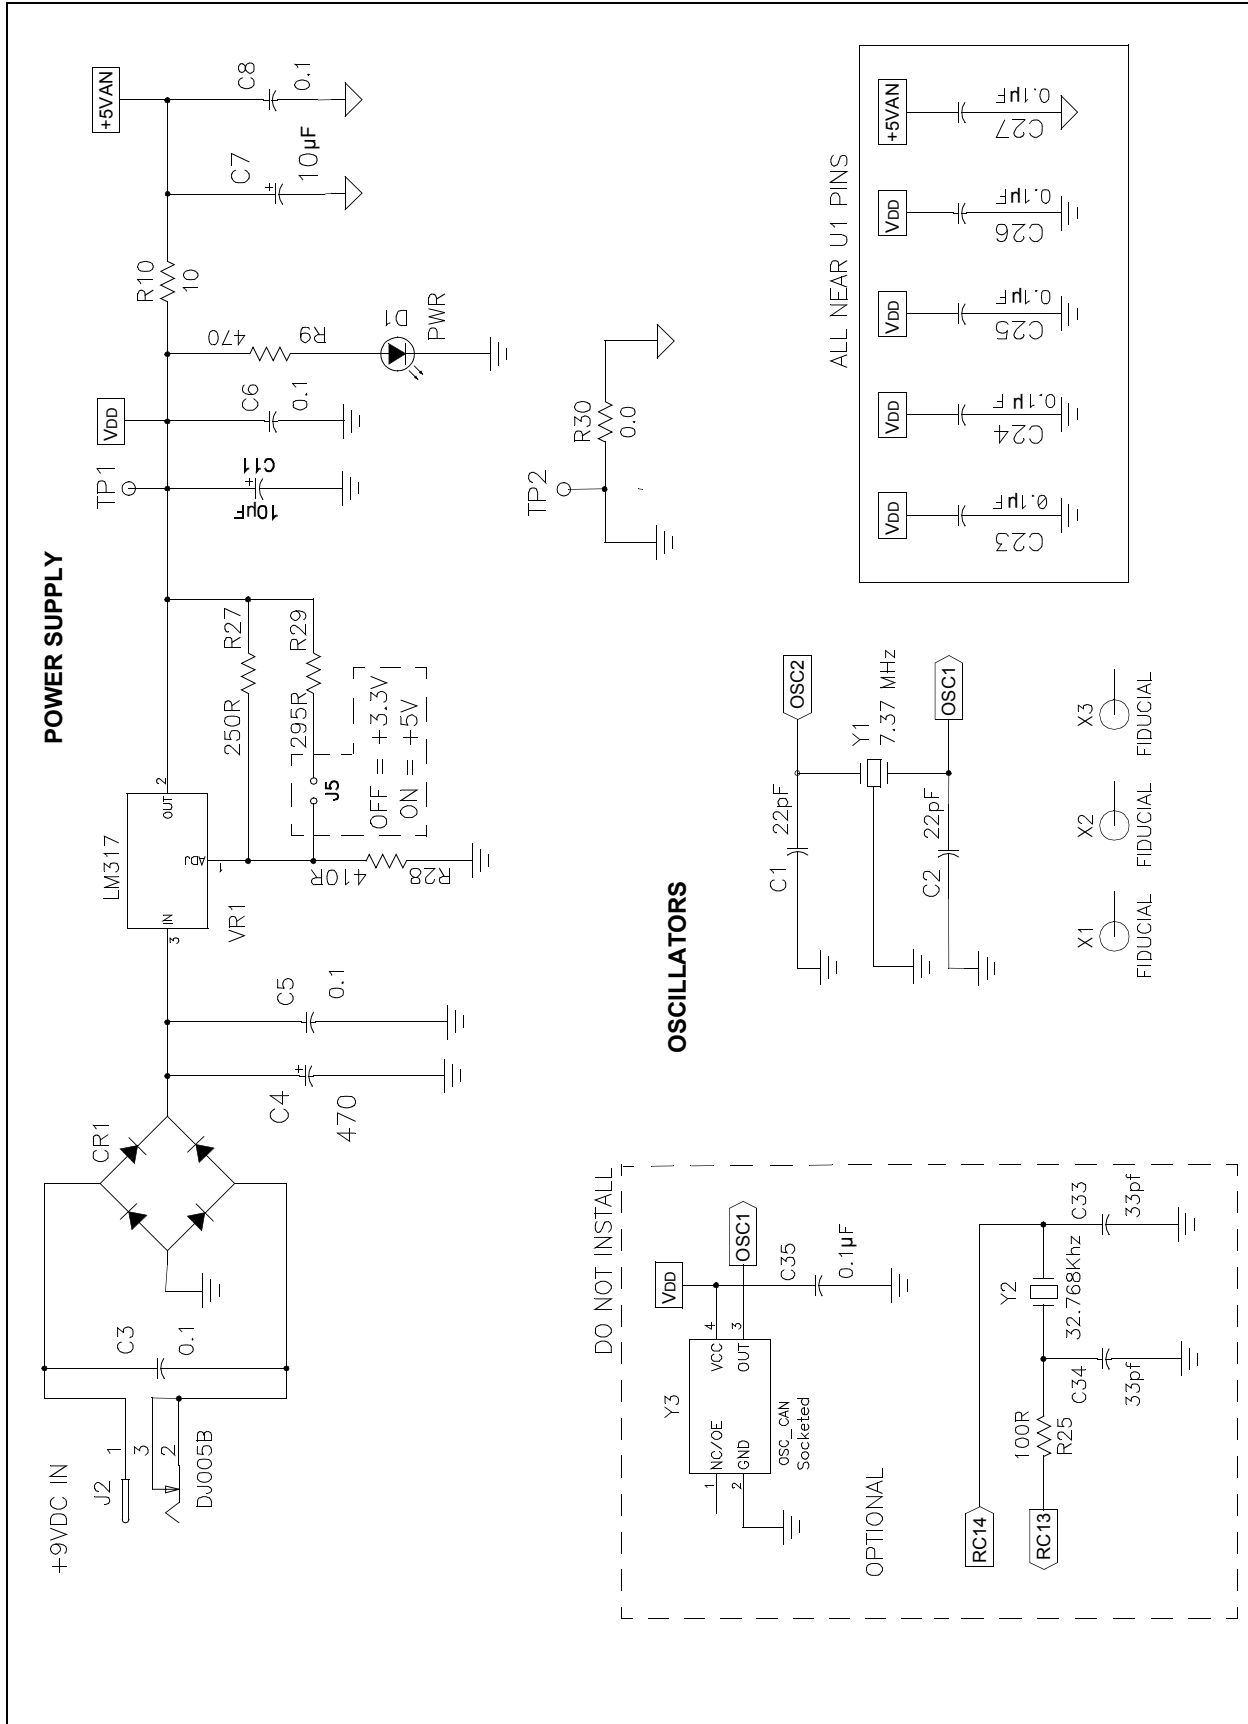 POWER SUPPLY
+9VDC IN
J2
1
3
2
DJ005B
C3
0.1
CR1
C4
470
C5
0.1
LM317
IN
3
OUT
2
ADJ
1
VR1
250R
R27
295R
R29
J5
OFF = +3.3V
ON = +5V
410R
R28
TP1
10µF
C11
VDD
C6
0.1
470
R9
D1
PWR
R10
10
C7
10µF
+5VAN
C8
0.1
TP2
R30
0.0
OSCILLATORS
DO NOT INSTALL
Y3
1
NC/OE
2
GND
VCC
4
OUT
3
OSC_CAN
Socketed
VDD
OSC1
C35
0.1µF
OPTIONAL
RC14
RC13
100R
R25
Y2
32.768Khz
C34
33pf
C33
33pf
C1
22pF
OSC2
Y1
7.37 MHz
C2
22pF
OSC1
X1
FIDUCIAL
X2
FIDUCIAL
X3
FIDUCIAL
ALL NEAR U1 PINS
VDD
0.1µF
C23
VDD
0.1µF
C24
VDD
0.1µF
C25
VDD
0.1µF
C26
+5VAN
0.1µF
C27